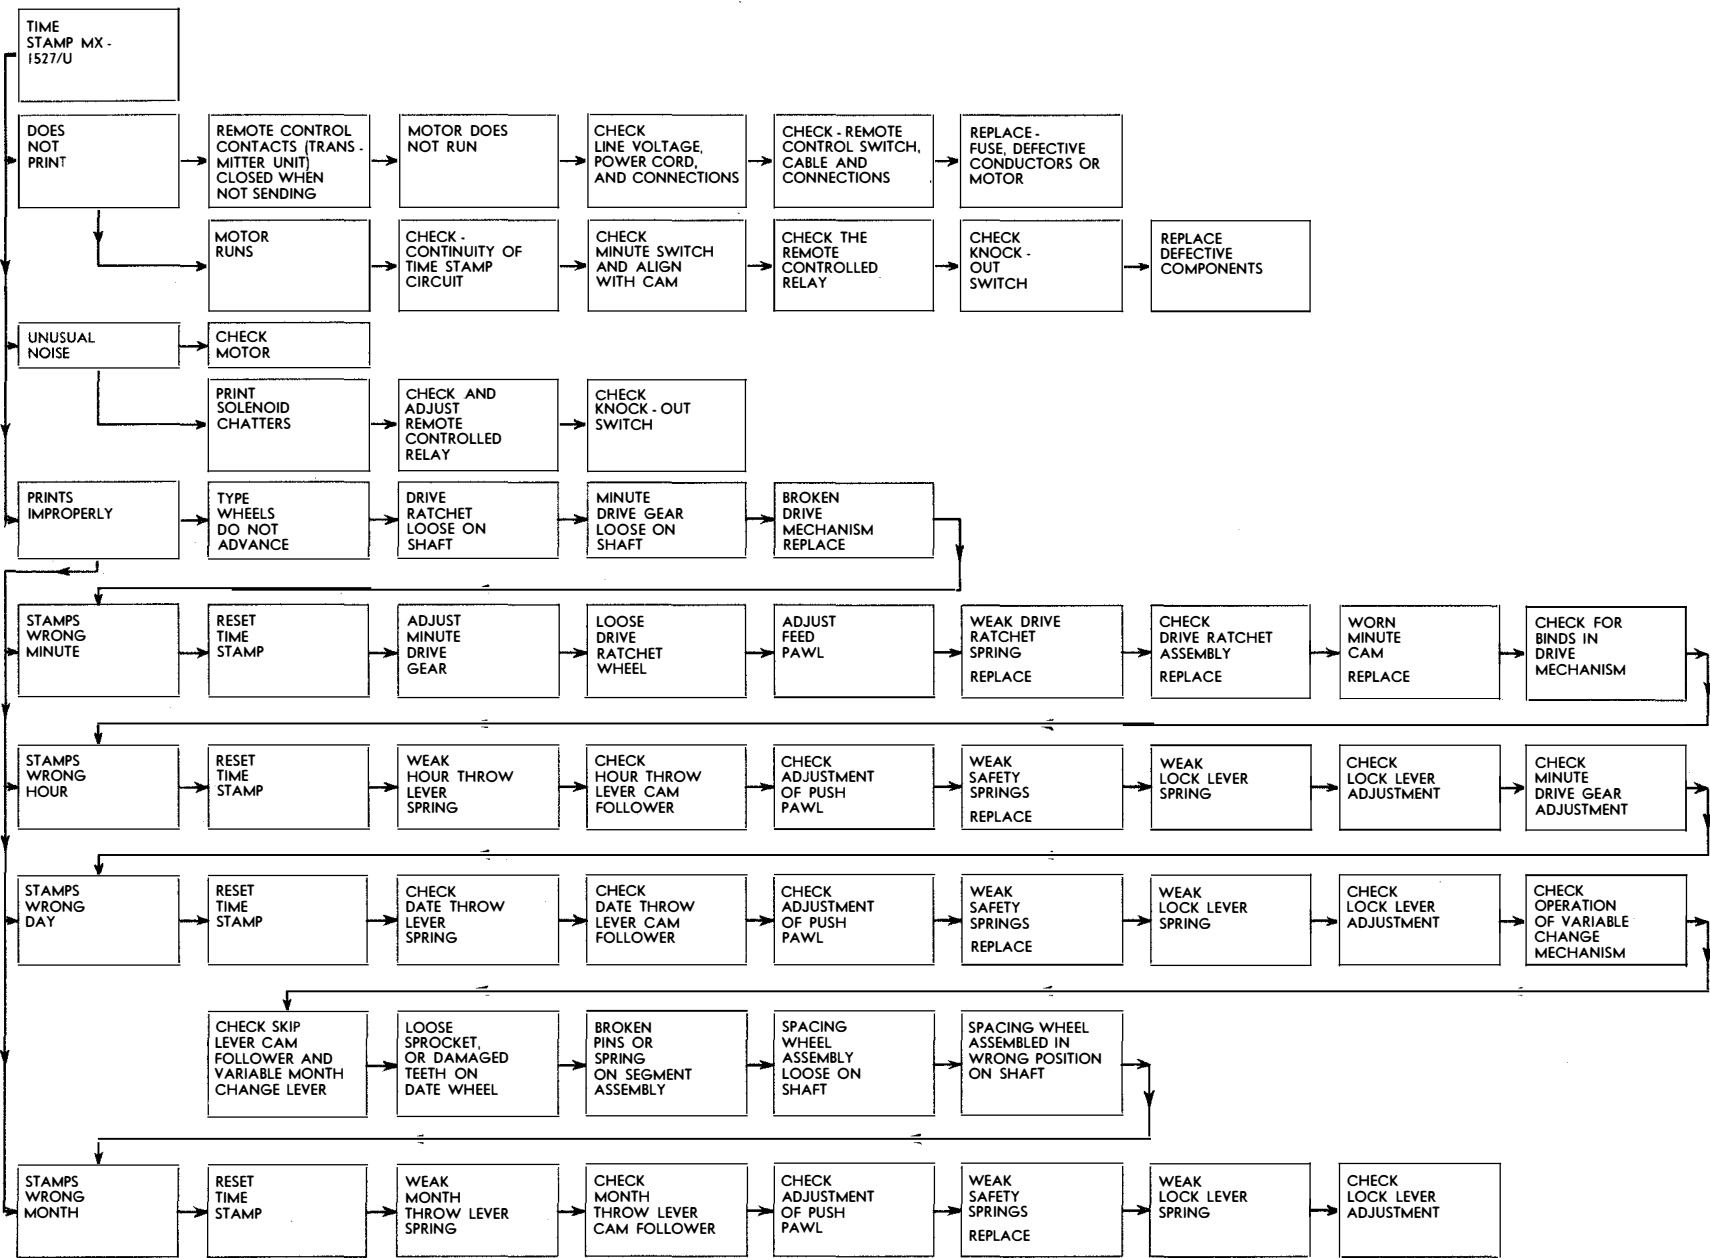 TIME
STAMP MX -
1527/U
DOES
NOT
PRINT
REMOTE CONTROL
CONTACTS (TRANS -
MITTER UNIT)
CLOSED WHEN
NOT SENDING
MOTOR DOES
NOT RUN
CHECK
LINE VOLTAGE,
POWER CORD,
AND CONNECTIONS
CHECK - REMOTE
CONTROL SWITCH,
CABLE AND
CONNECTIONS
REPLACE -
FUSE, DEFECTIVE
CONDUCTORS OR
MOTOR
MOTOR
RUNS
CHECK -
CONTINUITY OF
TIME STAMP
CIRCUIT
CHECK
MINUTE SWITCH
AND ALIGN
WITH CAM
CHECK THE
REMOTE
CONTROLLED
RELAY
CHECK
KNOCK -
OUT
SWITCH
REPLACE
DEFECTIVE
COMPONENTS
UNUSUAL
NOISE
CHECK
MOTOR
PRINT
SOLENOID
CHATTERS
CHECK AND
ADJUST
REMOTE
CONTROLLED
RELAY
CHECK
KNOCK - OUT
SWITCH
PRINTS
IMPROPERLY
TYPE
WHEELS
DO NOT
ADVANCE
DRIVE
RATCHET
LOOSE ON
SHAFT
MINUTE
DRIVE GEAR
LOOSE ON
SHAFT
BROKEN
DRIVE
MECHANISM
REPLACE
STAMPS
WRONG
MINUTE
RESET
TIME
STAMP
ADJUST
MINUTE
DRIVE
GEAR
LOOSE
DRIVE
RATCHET
WHEEL
ADJUST
FEED
PAWL
WEAK DRIVE
RATCHET
SPRING
REPLACE
CHECK
DRIVE RATCHET
ASSEMBLY
REPLACE
WORN
MINUTE
CAM
REPLACE
CHECK FOR
BINDS IN
DRIVE
MECHANISM
STAMPS
WRONG
HOUR
RESET
TIME
STAMP
WEAK
HOUR THROW
LEVER
SPRING
CHECK
HOUR THROW
LEVER CAM
FOLLOWER
CHECK
ADJUSTMENT
OF PUSH
PAWL
WEAK
SAFETY
SPRINGS
REPLACE
WEAK
LOCK LEVER
SPRING
CHECK
LOCK LEVER
ADJUSTMENT
CHECK
MINUTE
DRIVE GEAR
ADJUSTMENT
STAMPS
WRONG
DAY
RESET
TIME
STAMP
CHECK
DATE THROW
LEVER
SPRING
CHECK
DATE THROW
LEVER CAM
FOLLOWER
CHECK
ADJUSTMENT
OF PUSH
PAWL
WEAK
SAFETY
SPRINGS
REPLACE
WEAK
LOCK LEVER
SPRING
CHECK
LOCK LEVER
ADJUSTMENT
CHECK
OPERATION
OF VARIABLE
CHANGE
MECHANISM
CHECK SKIP
LEVER CAM
FOLLOWER AND
VARIABLE MONTH
CHANGE LEVER
LOOSE
SPROCKET,
OR DAMAGED
TEETH ON
DATE WHEEL
BROKEN
PINS OR
SPRING
ON SEGMENT
ASSEMBLY
SPACING
WHEEL
ASSEMBLY
LOOSE ON
SHAFT
SPACING WHEEL
ASSEMBLED IN
WRONG POSITION
ON SHAFT
STAMPS
WRONG
MONTH
RESET
TIME
STAMP
WEAK
MONTH
THROW LEVER
SPRING
CHECK
MONTH
THROW LEVER
CAM FOLLOWER
CHECK
ADJUSTMENT
OF PUSH
PAWL
WEAK
SAFETY
SPRINGS
REPLACE
WEAK
LOCK LEVER
SPRING
CHECK
LOCK LEVER
ADJUSTMENT